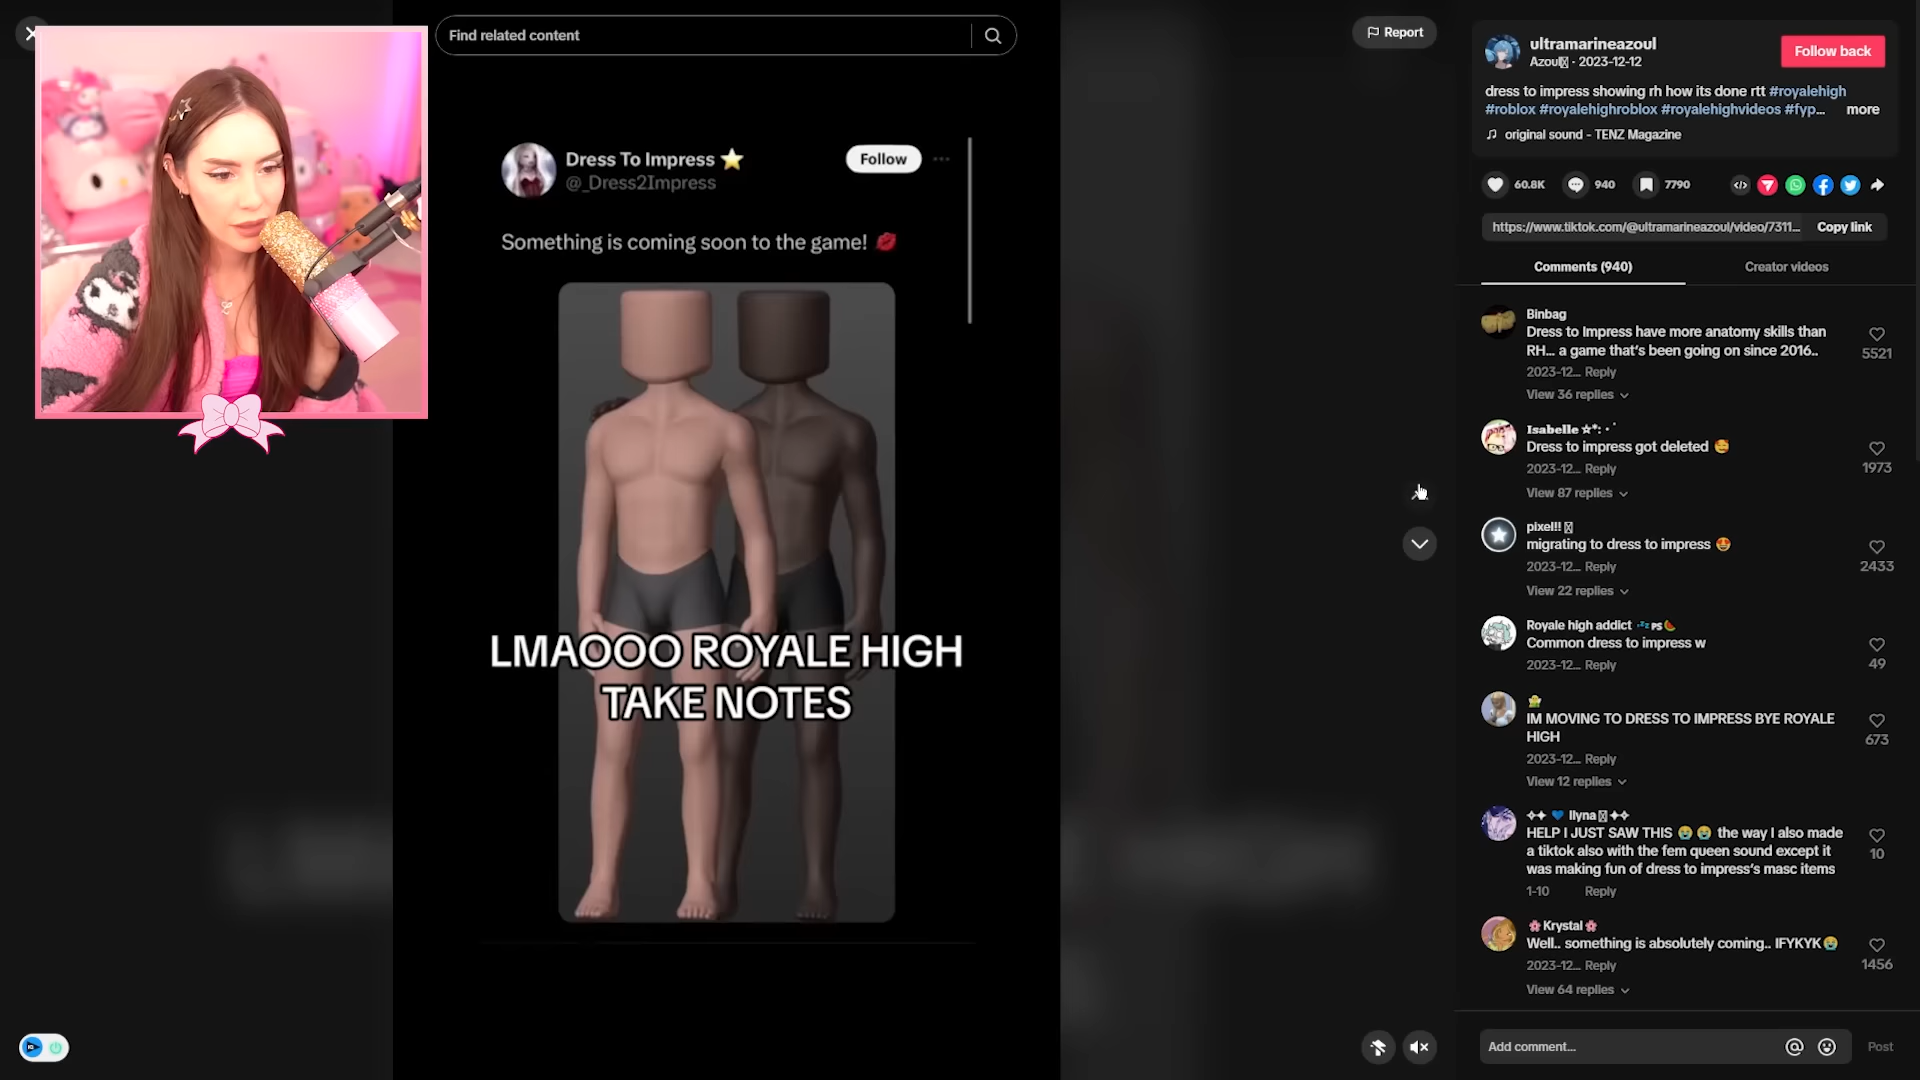 Find related content
Report
Dress To Impress ⭐
@_Dress2Impress
Follow
Something is coming soon to the game! 💋
LMAOOO ROYALE HIGH
TAKE NOTES
ultramarineazoul
Azoul · 2023-12-12
Follow back
dress to impress showing rh how its done rtt #royalehigh
#roblox #royalehighroblox #royalehighvideos #fyp...
more
original sound - TENZ Magazine
60.8K
940
7790
https://www.tiktok.com/@ultramarineazoul/video/7311...
Copy link
Comments (940)
Creator videos
Binbag
Dress to Impress have more anatomy skills than
RH... a game that's been going on since 2016..
5521
2023-12... Reply
View 36 replies
Isabelle ☆*: • ˚
Dress to impress got deleted 🥰
1973
2023-12... Reply
View 87 replies
pixel!!
migrating to dress to impress 😍
2433
2023-12... Reply
View 22 replies
Royale high addict 💤PS🍉
Common dress to impress w
49
2023-12... Reply
IM MOVING TO DRESS TO IMPRESS BYE ROYALE
HIGH
673
2023-12... Reply
View 12 replies
✧✦ 💙 llyna ✦✧
HELP I JUST SAW THIS 😭 😭 the way I also made
a tiktok also with the fem queen sound except it
was making fun of dress to impress's masc items
10
1-10 Reply
🌸Krystal🌸
Well.. something is absolutely coming.. IFYKYK😭
1456
2023-12... Reply
View 64 replies
Add comment...
Post